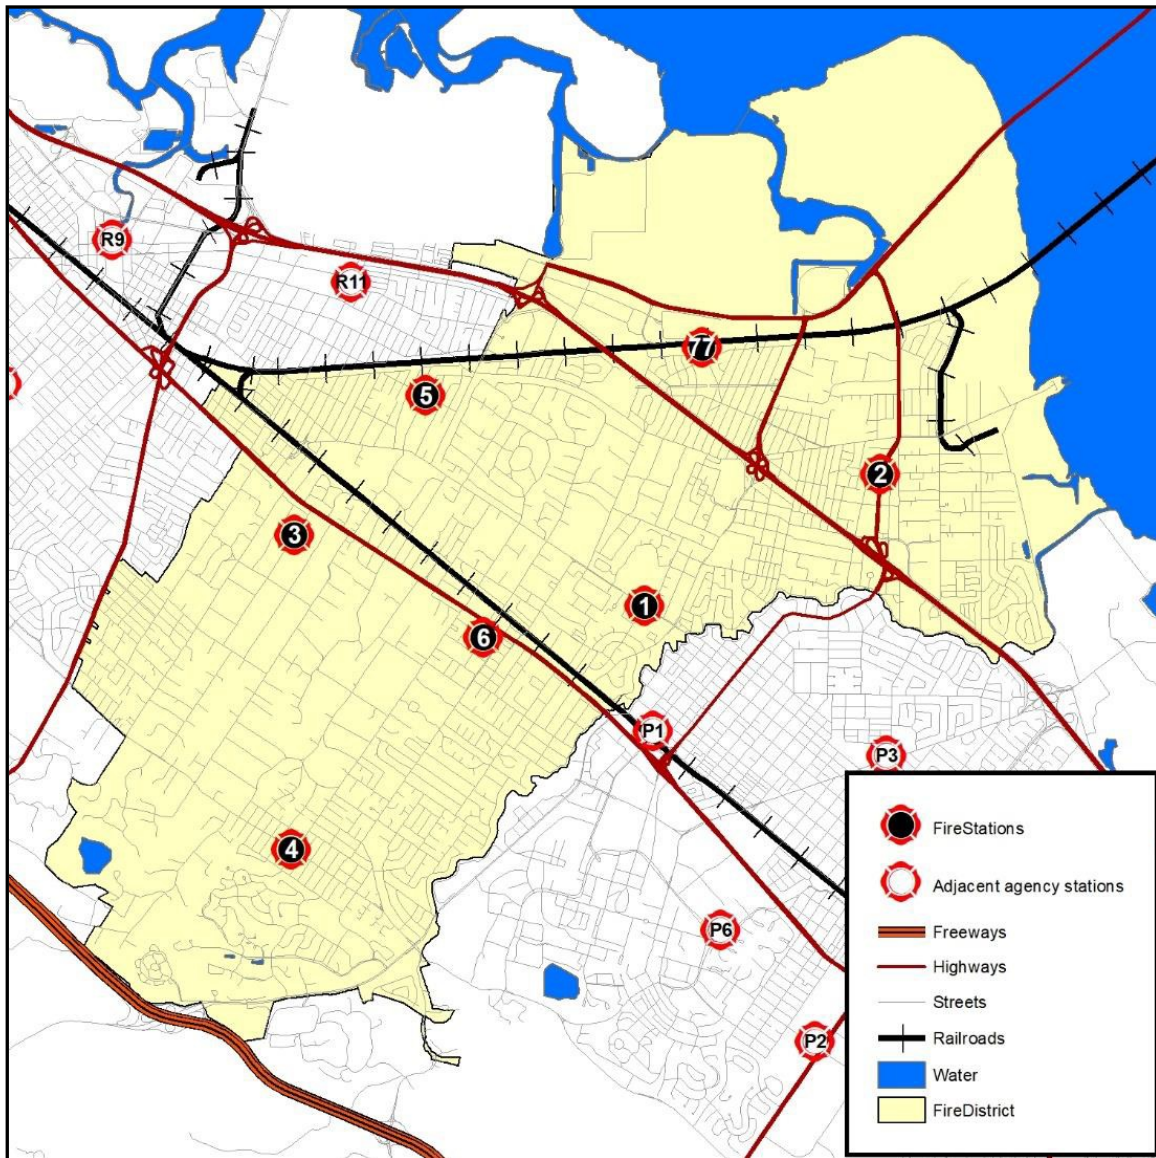 R9
R11
77
5
2
3
1
6
P1
P3
4
P6
P2
FireStations
Adjacent agency stations
Freeways
Highways
Streets
Railroads
Water
FireDistrict